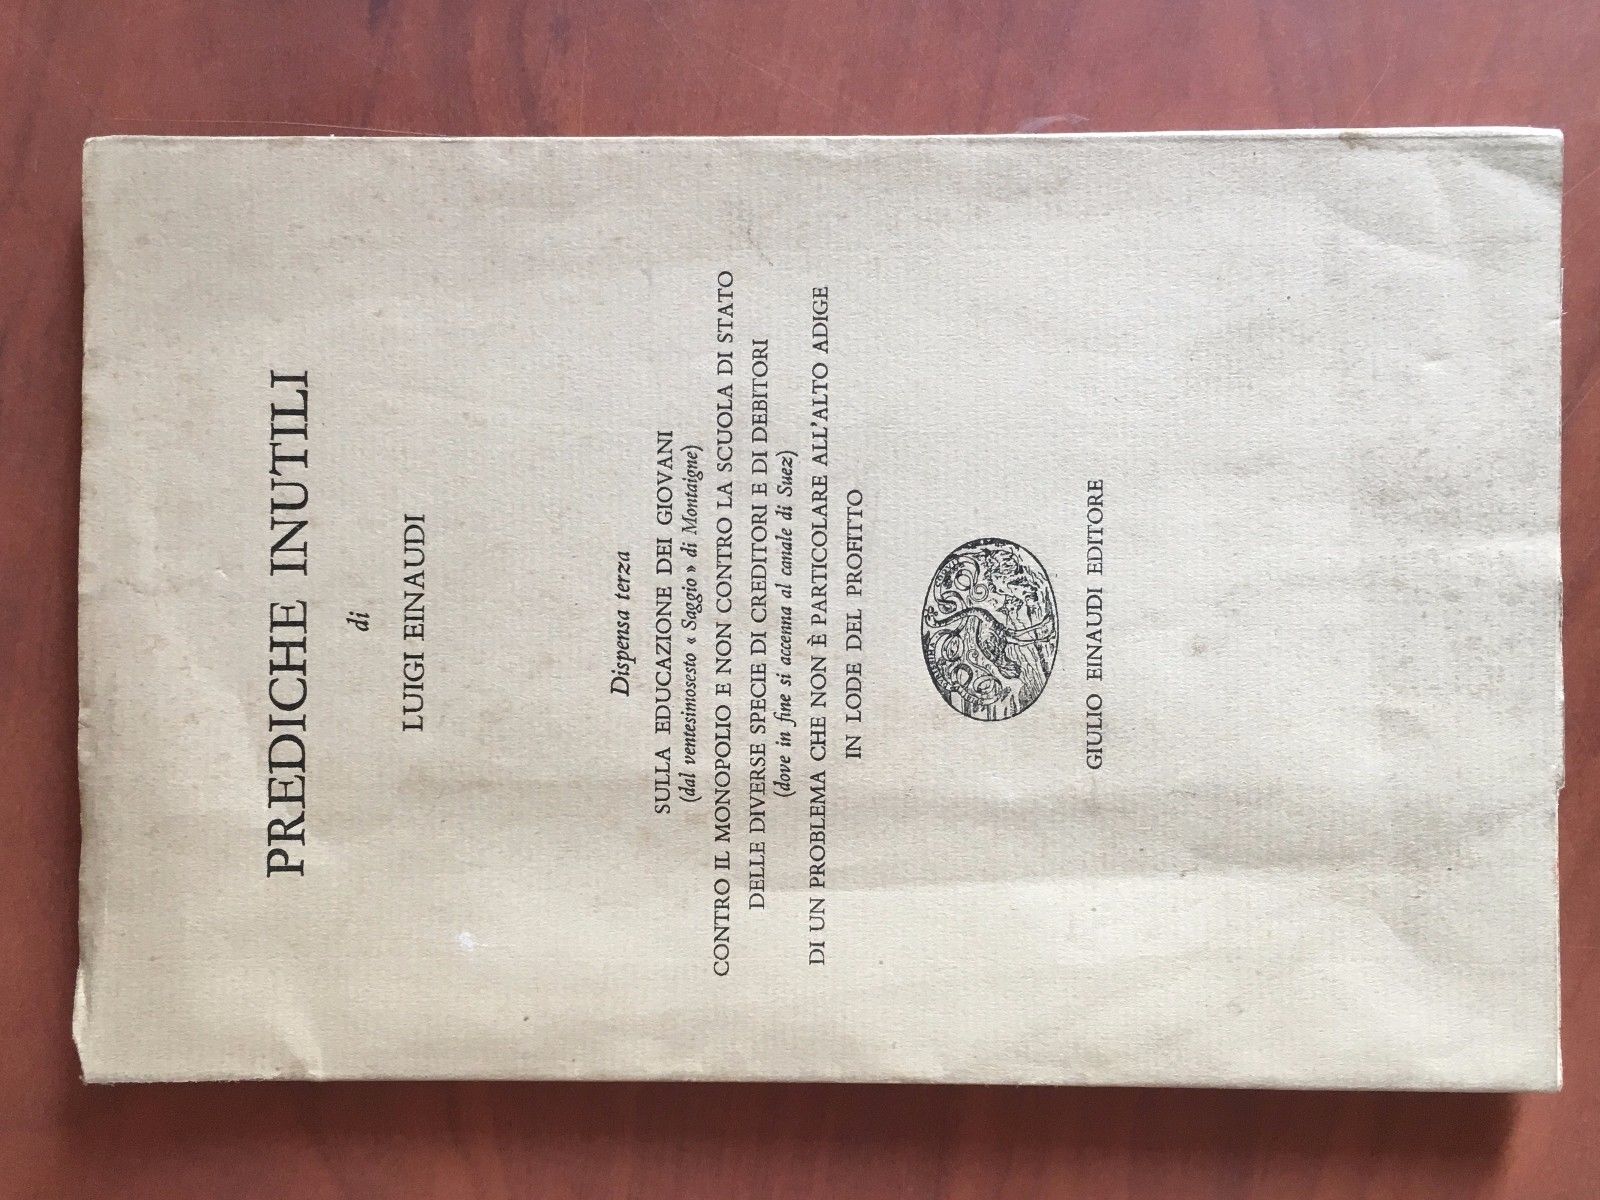 PREDICHE INUTILI
di
LUIGI EINAUDI
Dispensa terza
SULLA EDUCAZIONE DEI GIOVANI
(dal ventesimosesto « Saggio » di Montaigne)
CONTRO IL MONOPOLIO E NON CONTRO LA SCUOLA DI STATO
DELLE DIVERSE SPECIE DI CREDITORI E DI DEBITORI
(dove in fine si accenna al canale di Suez)
DI UN PROBLEMA CHE NON È PARTICOLARE ALL'ALTO ADIGE
IN LODE DEL PROFITTO
GIULIO EINAUDI EDITORE